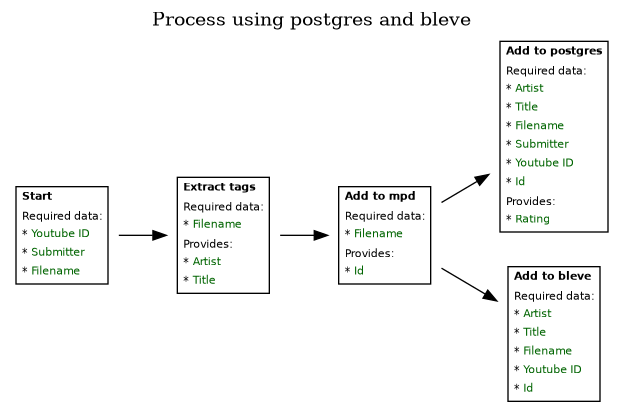 Process using postgres and bleve
Start
Required data:
* Youtube ID
* Submitter
* Filename
Extract tags
Required data:
* Filename
Provides:
* Artist
* Title
Add to mpd
Required data:
* Filename
Provides:
* Id
Add to postgres
Required data:
* Artist
* Title
* Filename
* Submitter
* Youtube ID
* Id
Provides:
* Rating
Add to bleve
Required data:
* Artist
* Title
* Filename
* Youtube ID
* Id